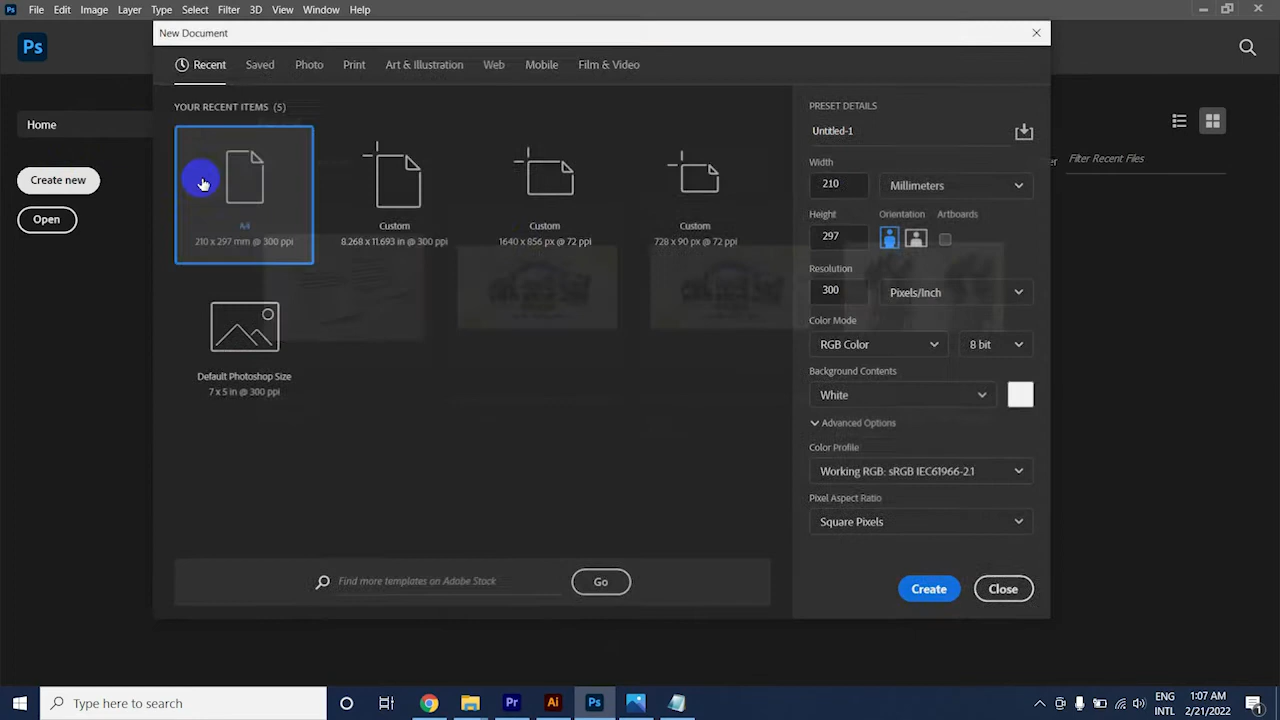 Ps File Edit Image Layer Type Select Filter 3D View Window Help
New Document
Ps
Recent Saved Photo Print Art & Illustration Web Mobile Film & Video
YOUR RECENT ITEMS (5)
PRESET DETAILS
Home
Untitled-1
Filter Recent Files
Width
Create new
210 Millimeters
Height Orientation Artboards
Open
A4
210 x 297 mm @ 300 ppi
Custom
8.268 x 11.693 in @ 300 ppi
Custom
1640 x 856 px @ 72 ppi
Custom
728 x 90 px @ 72 ppi
297
Resolution
300 Pixels/Inch
Color Mode
RGB Color 8 bit
Default Photoshop Size
7 x 5 in @ 300 ppi
Background Contents
White
Advanced Options
Color Profile
Working RGB: sRGB IEC61966-2.1
Pixel Aspect Ratio
Square Pixels
Find more templates on Adobe Stock Go
Create Close
Type here to search
Pr Ai Ps
ENG
INTL
1:07 AM
2/21/2022
1